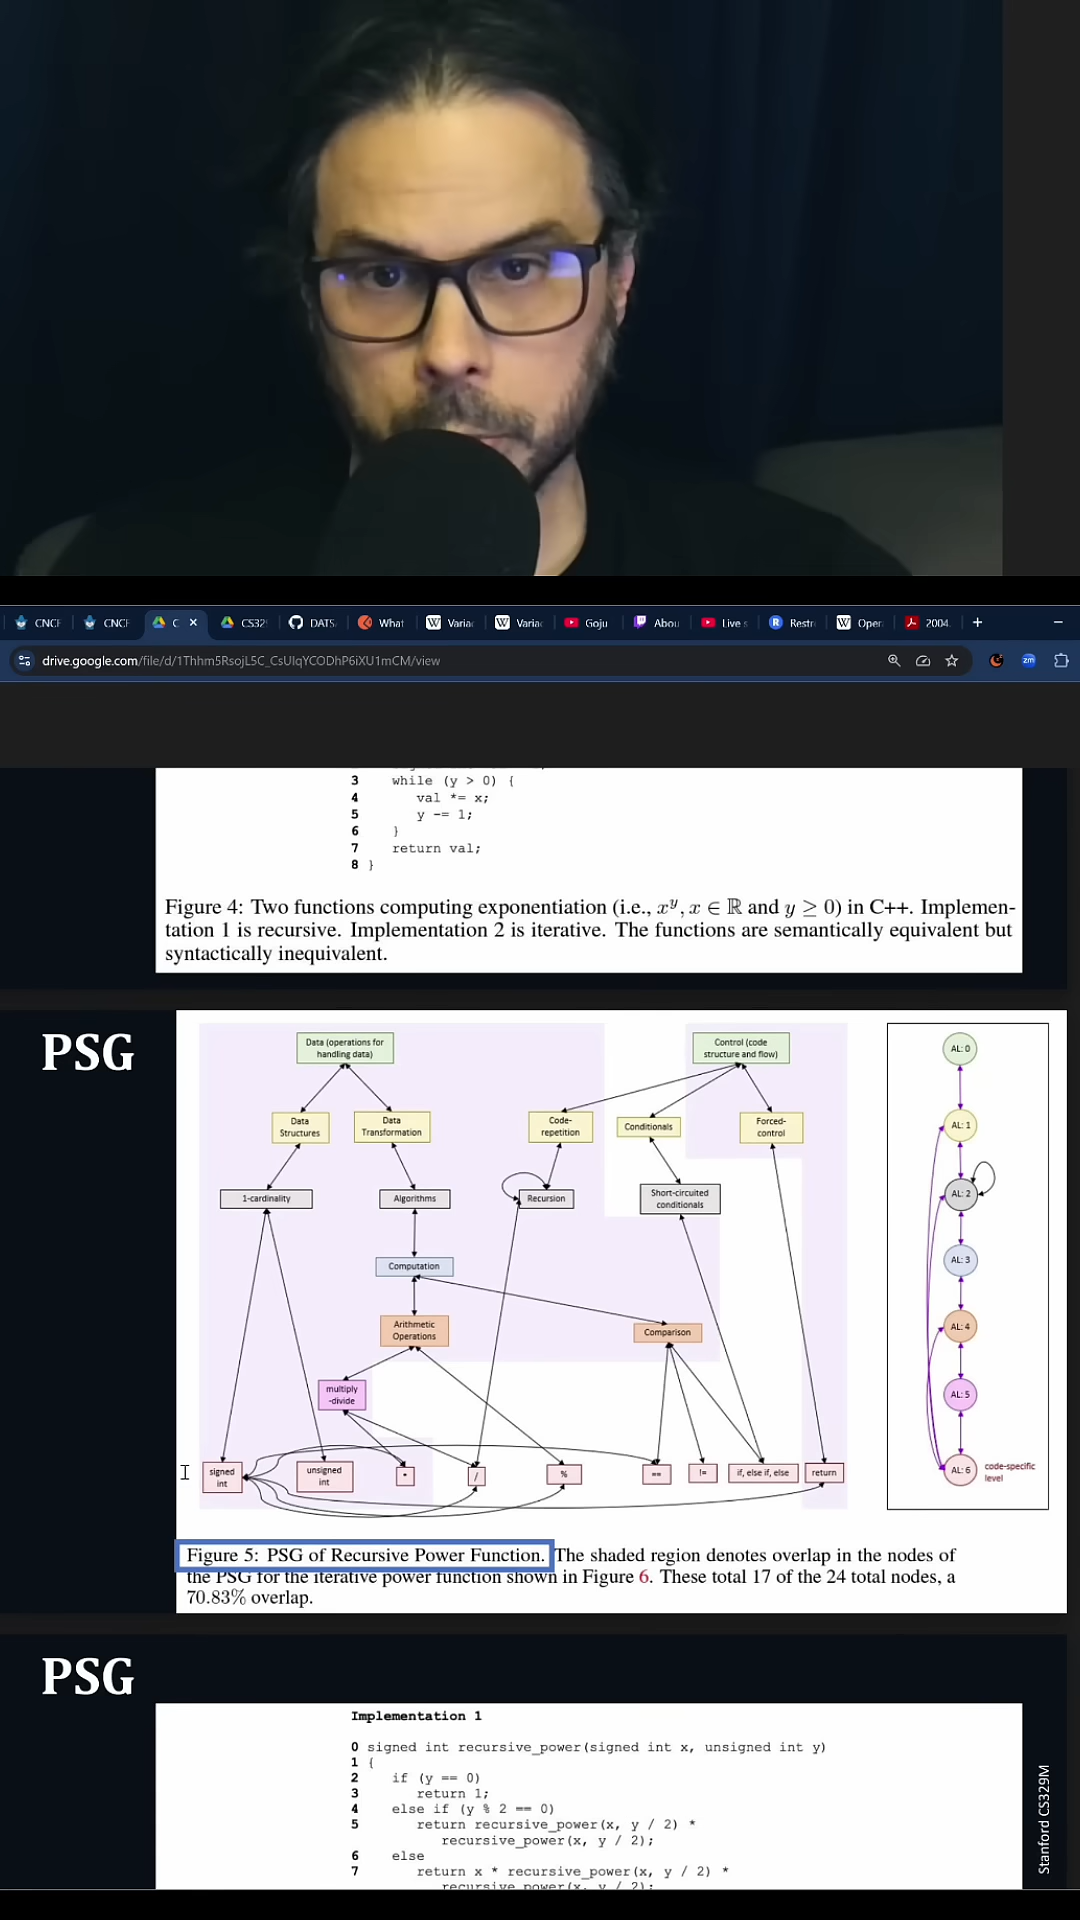 CNCF
CNCF
C
CS32
DATS
What
Varia
Varia
Goju
Abou
Live s
Restr
Oper
2004.
drive.google.com/file/d/1Thhm5RsojL5C_CsUIqYCODhP6iXU1mCM/view
zm
3 while (y > 0) {
4 val *= x;
5 y -= 1;
6 }
7 return val;
8 }
Figure 4: Two functions computing exponentiation (i.e., xʸ, x ∈ ℝ and y ≥ 0) in C++. Implemen-
tation 1 is recursive. Implementation 2 is iterative. The functions are semantically equivalent but
syntactically inequivalent.
PSG
Data (operations for
handling data)
Control (code
structure and flow)
AL: 0
Data
Structures
Data
Transformation
Code-
repetition
Conditionals
Forced-
control
AL: 1
1-cardinality
Algorithms
Recursion
Short-circuited
conditionals
AL: 2
Computation
AL: 3
Arithmetic
Operations
Comparison
AL: 4
multiply
-divide
AL: 5
signed
int
unsigned
int
*
/
%
==
!=
if, else if, else
return
AL: 6
code-specific
level
Figure 5: PSG of Recursive Power Function. The shaded region denotes overlap in the nodes of
the PSG for the iterative power function shown in Figure 6. These total 17 of the 24 total nodes, a
70.83% overlap.
PSG
Implementation 1
0 signed int recursive_power(signed int x, unsigned int y)
1 {
2 if (y == 0)
3 return 1;
4 else if (y % 2 == 0)
5 return recursive_power(x, y / 2) *
recursive_power(x, y / 2);
6 else
7 return x * recursive_power(x, y / 2) *
recursive_power(x, y / 2);
Stanford CS329M